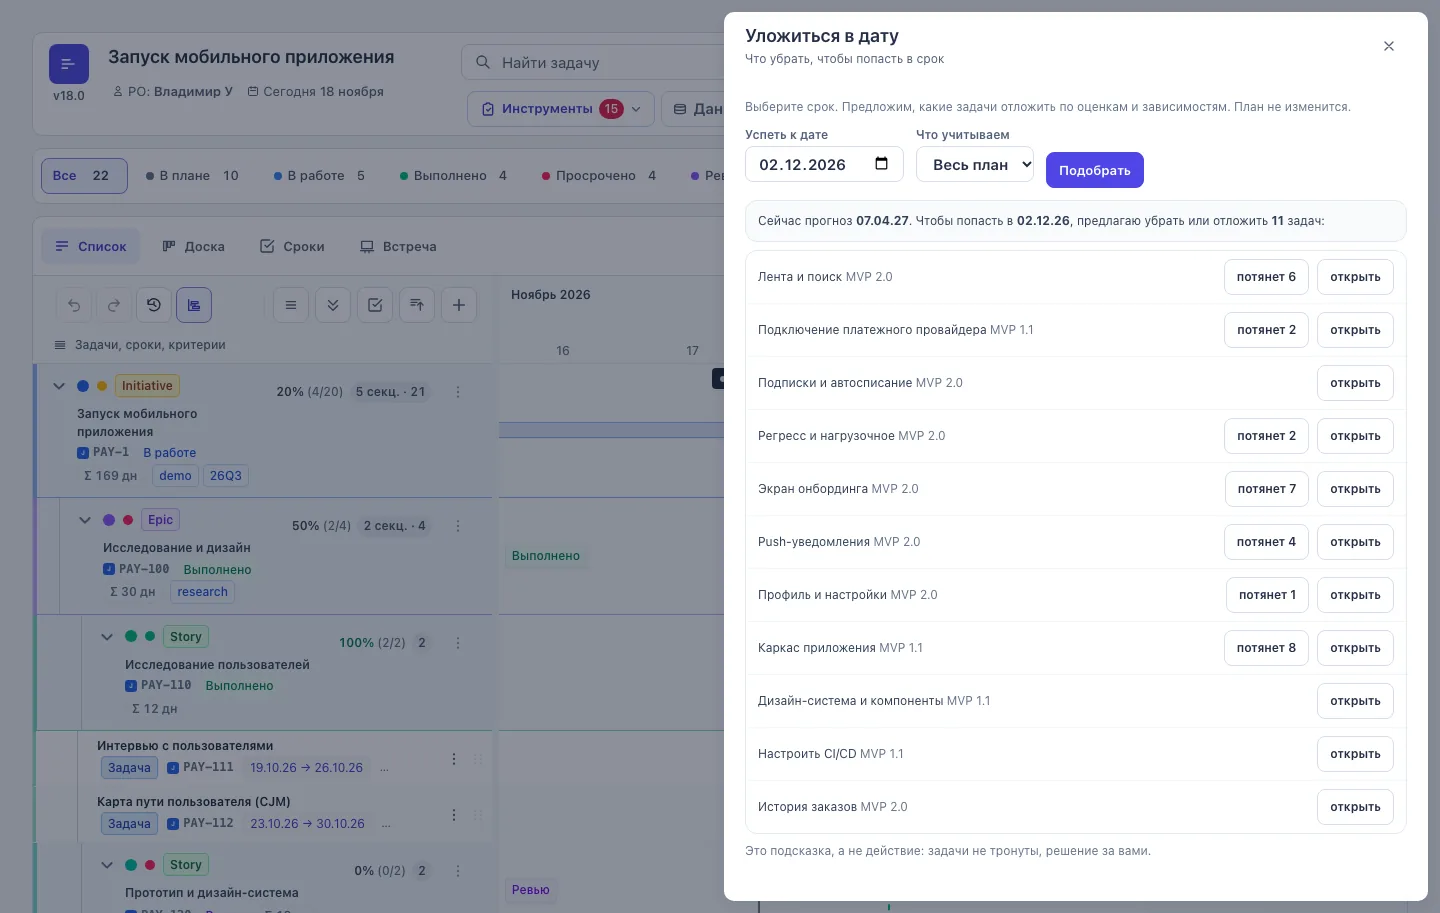 Запуск мобильного приложения
v18.0
PO: Владимир У
Сегодня 18 ноября
Найти задачу
Инструменты 15
Все 22
В плане 10
В работе 5
Выполнено 4
Просрочено 4
Список
Доска
Сроки
Встреча
Ноябрь 2026
Задачи, сроки, критерии
16
17
Initiative
20% (4/20)
5 секц. · 21
Запуск мобильного
приложения
PAY-1 В работе
Σ 169 дн
demo
26Q3
Epic
50% (2/4)
2 секц. · 4
Исследование и дизайн
PAY-100 Выполнено
Σ 30 дн
research
Выполнено
Story
100% (2/2)
2
Исследование пользователей
PAY-110 Выполнено
Σ 12 дн
Интервью с пользователями
Задача PAY-111 19.10.26 → 26.10.26 ...
Карта пути пользователя (CJM)
Задача PAY-112 23.10.26 → 30.10.26 ...
Story
0% (0/2)
2
Прототип и дизайн-система
Ревью
Уложиться в дату
Что убрать, чтобы попасть в срок
Выберите срок. Предложим, какие задачи отложить по оценкам и зависимостям. План не изменится.
Успеть к дате
Что учитываем
02.12.2026
Весь план
Подобрать
Сейчас прогноз 07.04.27. Чтобы попасть в 02.12.26, предлагаю убрать или отложить 11 задач:
Лента и поиск MVP 2.0 потянет 6 открыть
Подключение платежного провайдера MVP 1.1 потянет 2 открыть
Подписки и автосписание MVP 2.0 открыть
Регресс и нагрузочное MVP 2.0 потянет 2 открыть
Экран онбординга MVP 2.0 потянет 7 открыть
Push-уведомления MVP 2.0 потянет 4 открыть
Профиль и настройки MVP 2.0 потянет 1 открыть
Каркас приложения MVP 1.1 потянет 8 открыть
Дизайн-система и компоненты MVP 1.1 открыть
Настроить CI/CD MVP 1.1 открыть
История заказов MVP 2.0 открыть
Это подсказка, а не действие: задачи не тронуты, решение за вами.